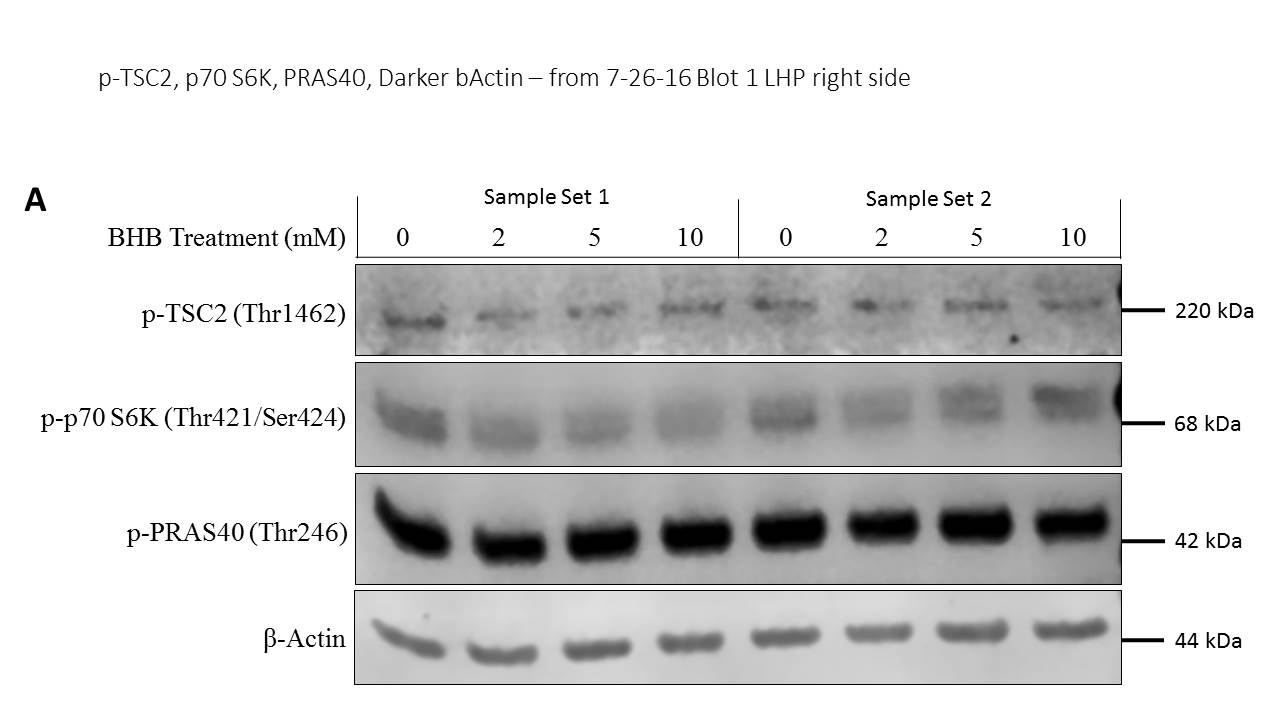 p-TSC2, p70 S6K, PRAS40, Darker bActin – from 7-26-16 Blot 1 LHP right side
A
Sample Set 1 Sample Set 2
BHB Treatment (mM) 0 2 5 10 0 2 5 10
p-TSC2 (Thr1462) 220 kDa
p-p70 S6K (Thr421/Ser424) 68 kDa
p-PRAS40 (Thr246) 42 kDa
β-Actin 44 kDa